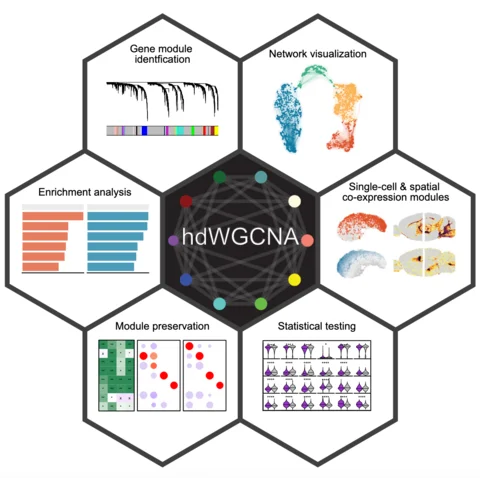 Gene module
identfication
Network visualization
Enrichment analysis
hdWGCNA
Single-cell & spatial
co-expression modules
Module preservation
Statistical testing